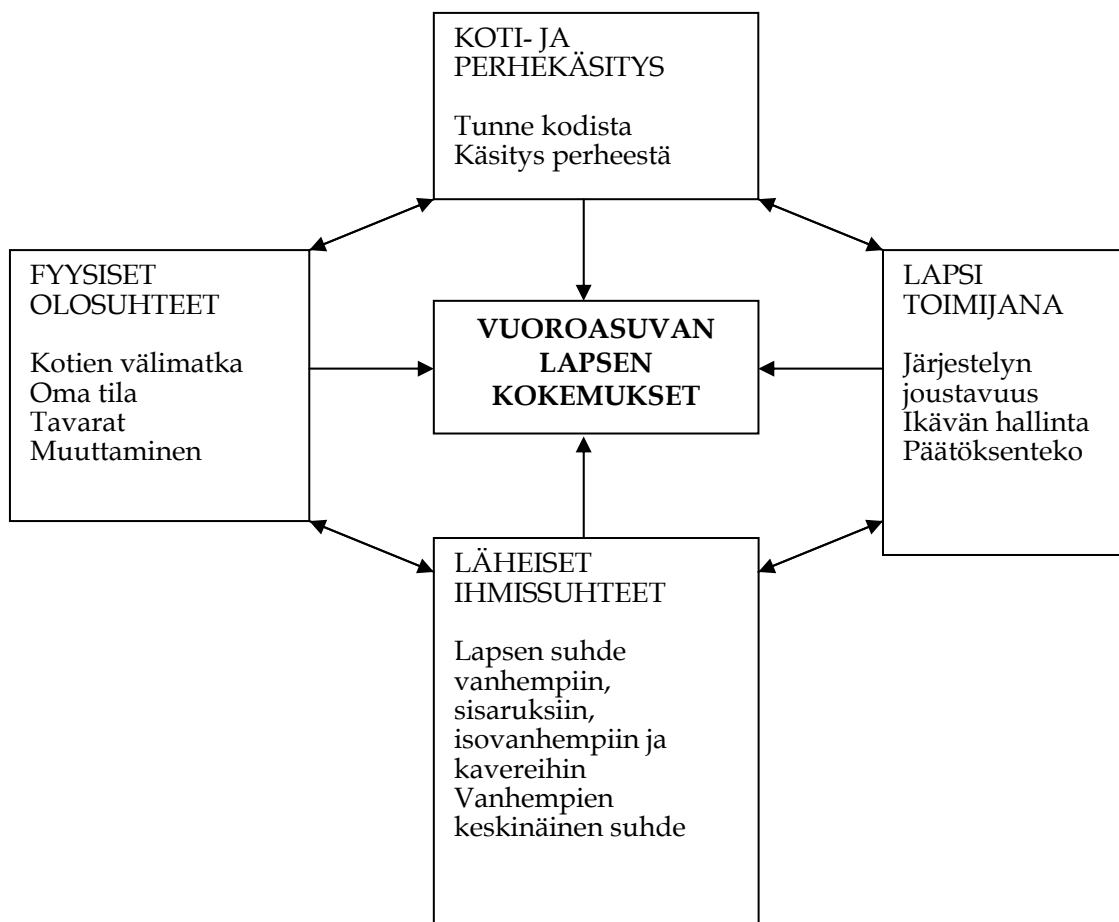 KOTI- JA
PERHEKÄSITYS
Tunne kodista
Käsitys perheestä
FYYSISET
OLOSUHTEET
Kotien välimatka
Oma tila
Tavarat
Muuttaminen
VUOROASUVAN
LAPSEN
KOKEMUKSET
LAPSI
TOIMIJANA
Järjestelyn
joustavuus
Ikävän hallinta
Päätöksenteko
LÄHEISET
IHMISSUHTEET
Lapsen suhde
vanhempiin,
sisaruksiin,
isovanhempiin ja
kavereihin
Vanhempien
keskinäinen suhde